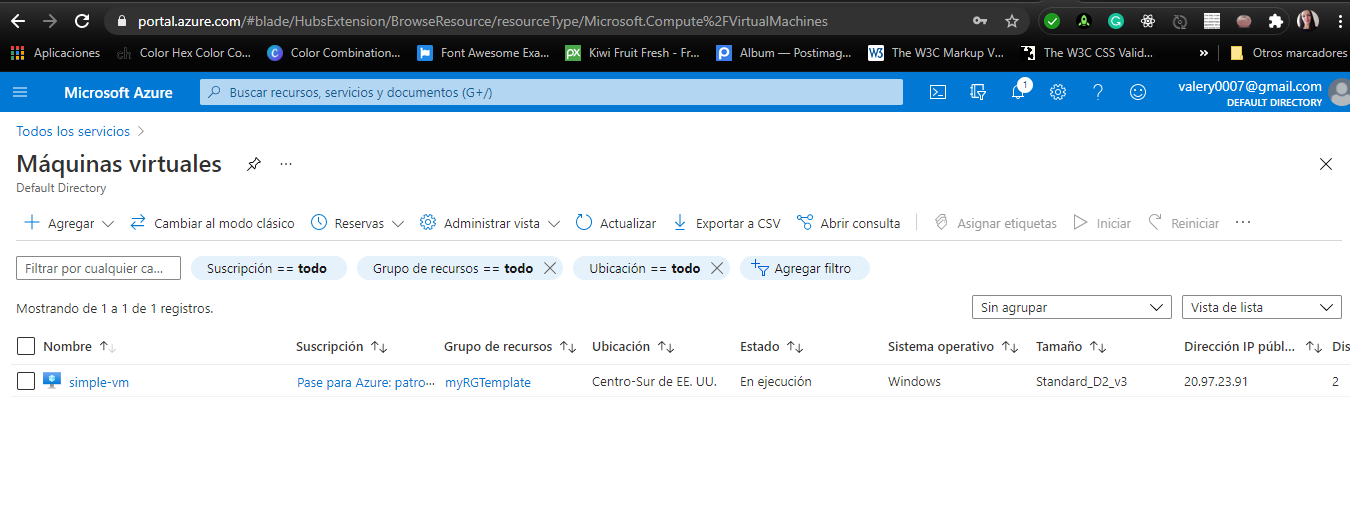 portal.azure.com/#blade/HubsExtension/BrowseResource/resourceType/Microsoft.Compute%2FVirtualMachines
Aplicaciones Color Hex Color Co... Color Combination... Font Awesome Exa... Kiwi Fruit Fresh - Fr... Album — Postimag... The W3C Markup V... The W3C CSS Valid... » Otros marcadores
Microsoft Azure Buscar recursos, servicios y documentos (G+/) 1 valery0007@gmail.com
DEFAULT DIRECTORY
Todos los servicios >
Máquinas virtuales ...
Default Directory
Agregar Cambiar al modo clásico Reservas Administrar vista Actualizar Exportar a CSV Abrir consulta Asignar etiquetas Iniciar Reiniciar ...
Filtrar por cualquier ca... Suscripción == todo Grupo de recursos == todo Ubicación == todo Agregar filtro
Mostrando de 1 a 1 de 1 registros. Sin agrupar Vista de lista
Nombre Suscripción Grupo de recursos Ubicación Estado Sistema operativo Tamaño Dirección IP públ... Dis
simple-vm Pase para Azure: patro... myRGTemplate Centro-Sur de EE. UU. En ejecución Windows Standard_D2_v3 20.97.23.91 2